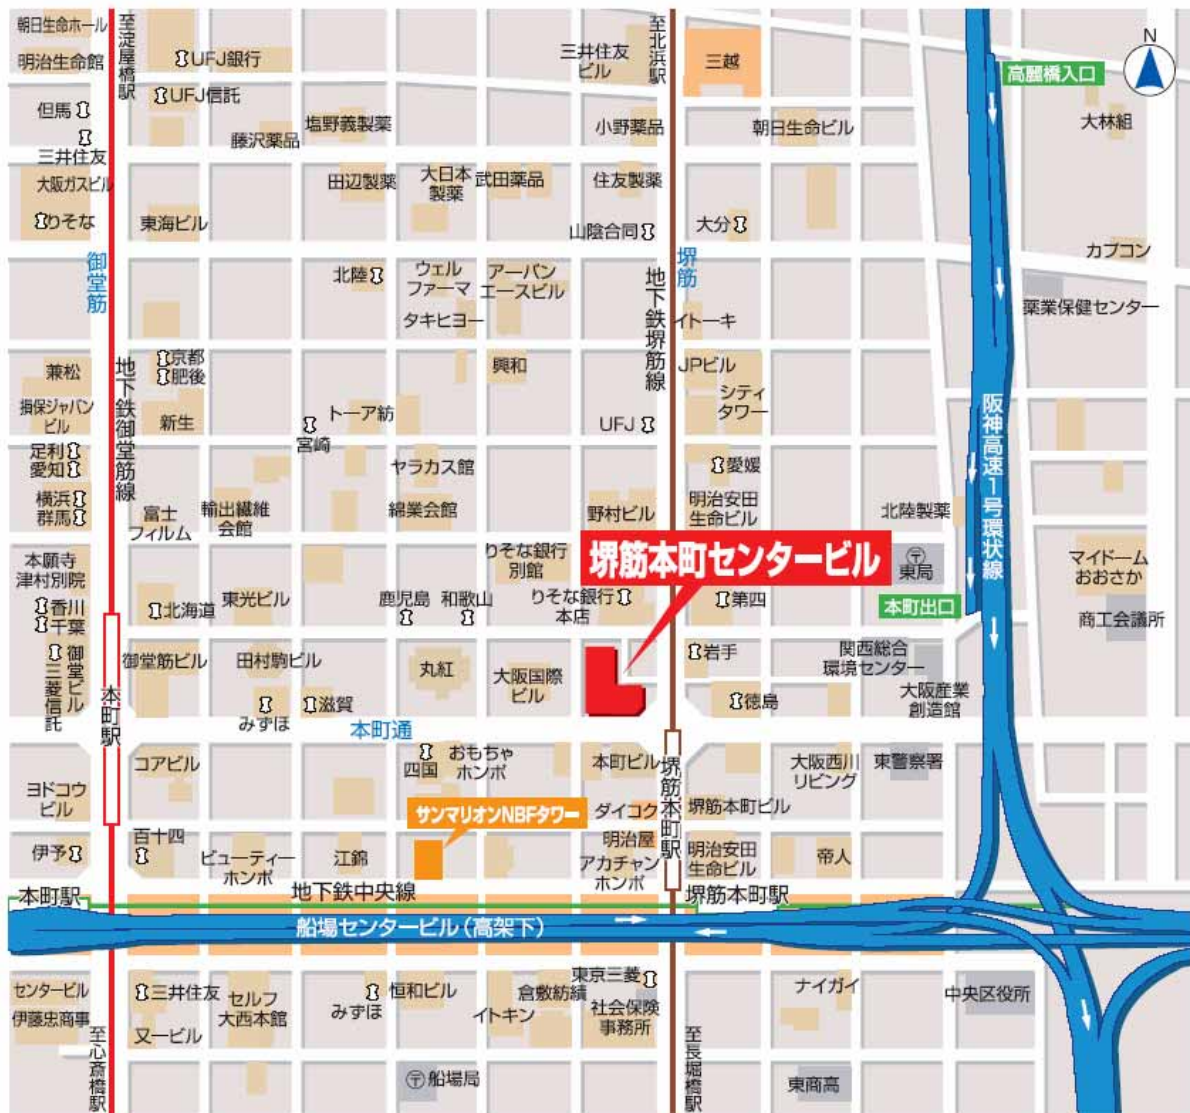 朝日生命ホール
明治生命館
至淀屋橋駅
UFJ銀行
UFJ信託
三井住友
ビル
至北浜駅
三越
高麗橋入口
N
但馬
三井住友
塩野義製薬
藤沢薬品
小野薬品
朝日生命ビル
大林組
大阪ガスビル
りそな
東海ビル
田辺製薬
大日本
製薬
武田薬品
住友製薬
山陰合同
大分
カプコン
御堂筋
北陸
ウェル
ファーマ
アーバン
エースビル
タキヒヨー
地下鉄堺筋線
堺筋
イトーキ
薬業保健センター
兼松
損保ジャパン
ビル
地下鉄御堂筋線
京都
肥後
新生
興和
JPビル
シティ
タワー
トーア紡
宮崎
UFJ
阪神高速1号環状線
足利
愛知
横浜
群馬
ヤラカス館
愛媛
富士
フィルム
輸出繊維
会館
綿業会館
野村ビル
明治安田
生命ビル
北陸製薬
本願寺
津村別院
りそな銀行
別館
堺筋本町センタービル
〒
東局
マイドーム
おおさか
香川
千葉
北海道
東光ビル
鹿児島
和歌山
りそな銀行
本店
第四
本町出口
商工会議所
御堂ビル
三菱信託
本町駅
御堂筋ビル
田村駒ビル
丸紅
大阪国際
ビル
岩手
関西総合
環境センター
みずほ
滋賀
徳島
大阪産業
創造館
本町通
コアビル
四国
おもちゃ
ホンポ
本町ビル
堺筋本町駅
大阪西川
リビング
東警察署
ヨドコウ
ビル
サンマリオンNBFタワー
ダイコク
堺筋本町ビル
伊予
百十四
ビューティー
ホンポ
江錦
明治屋
アカチャン
ホンポ
明治安田
生命ビル
帝人
本町駅
地下鉄中央線
堺筋本町駅
船場センタービル(高架下)
センタービル
伊藤忠商事
三井住友
又一ビル
セルフ
大西本館
みずほ
恒和ビル
イトキン
倉敷紡績
東京三菱
社会保険
事務所
ナイガイ
中央区役所
至心斎橋駅
〒船場局
至長堀橋駅
東商高